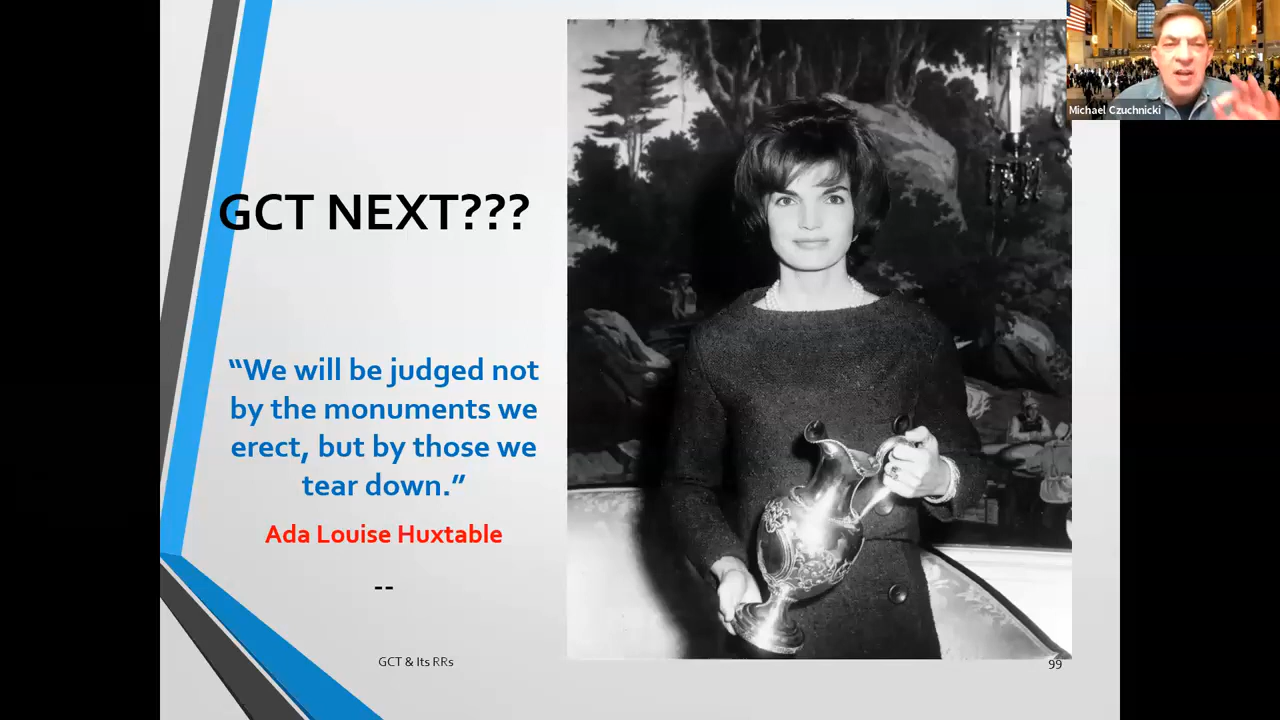 Michael Czuchnicki
GCT NEXT???
“We will be judged not
by the monuments we
erect, but by those we
tear down.”
Ada Louise Huxtable
--
GCT & Its RRs
99